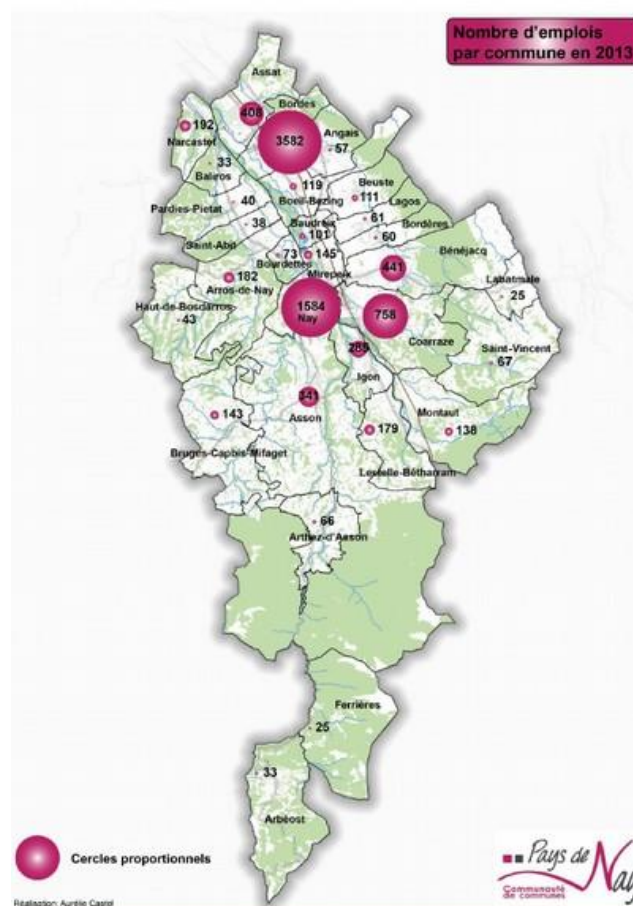 Nombre d'emplois
par commune en 2013
Assat
408
Bordes
192
3582
Angais
Narcastet
57
33
Baliros
119
Beuste
40
Boeil-Bezing
111
Lagos
Pardies-Pietat
61
38
Baudreix
Bordères
Saint-Abit
101
60
73
145
Bénéjacq
Bourdettes
Mirepeix
441
182
Labatmale
Arros-de-Nay
25
Haut-de-Bosdarros
1584
758
43
Nay
Coarraze
Saint-Vincent
289
67
Igon
341
Montaut
143
Asson
179
138
Bruges-Capbis-Mifaget
Lestelle-Bétharram
66
Arthez-d'Asson
Ferrières
25
33
Arbéost
Cercles proportionnels
Pays de
Nay
Communauté
de communes
Réalisation: Aurélie Castel